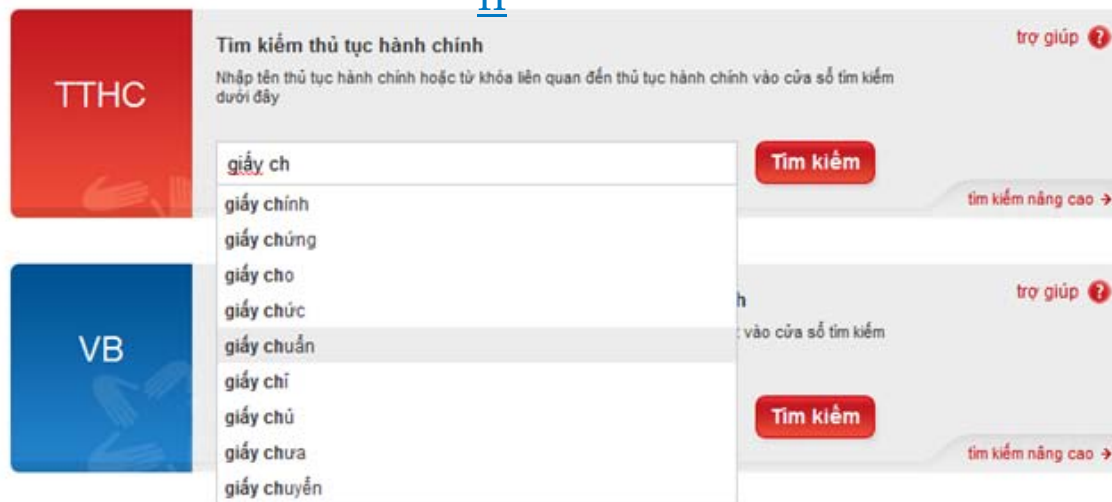 TTHC
Tìm kiếm thủ tục hành chính
trợ giúp ?
Nhập tên thủ tục hành chính hoặc từ khóa liên quan đến thủ tục hành chính vào cửa sổ tìm kiếm
dưới đây
giấy ch
Tìm kiếm
tìm kiếm nâng cao →
giấy chính
giấy chứng
giấy cho
giấy chức
giấy chuẩn
giấy chỉ
giấy chủ
giấy chưa
giấy chuyển
VB
h
trợ giúp ?
vào cửa sổ tìm kiếm
Tìm kiếm
tìm kiếm nâng cao →